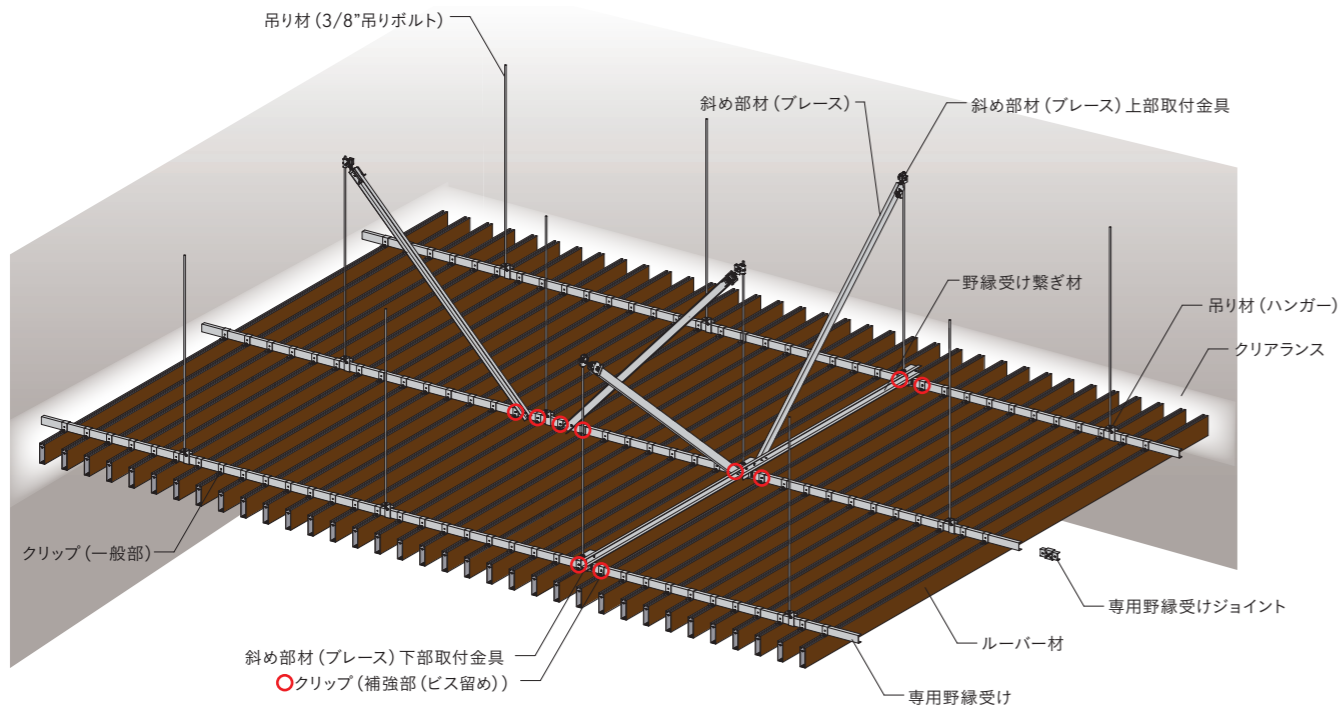 吊り材(3/8”吊りボルト)
斜め部材(ブレース)
斜め部材(ブレース)上部取付金具
野縁受け繋ぎ材
吊り材(ハンガー)
クリアランス
クリップ(一般部)
専用野縁受けジョイント
ルーバー材
斜め部材(ブレース)下部取付金具
クリップ(補強部(ビス留め))
専用野縁受け